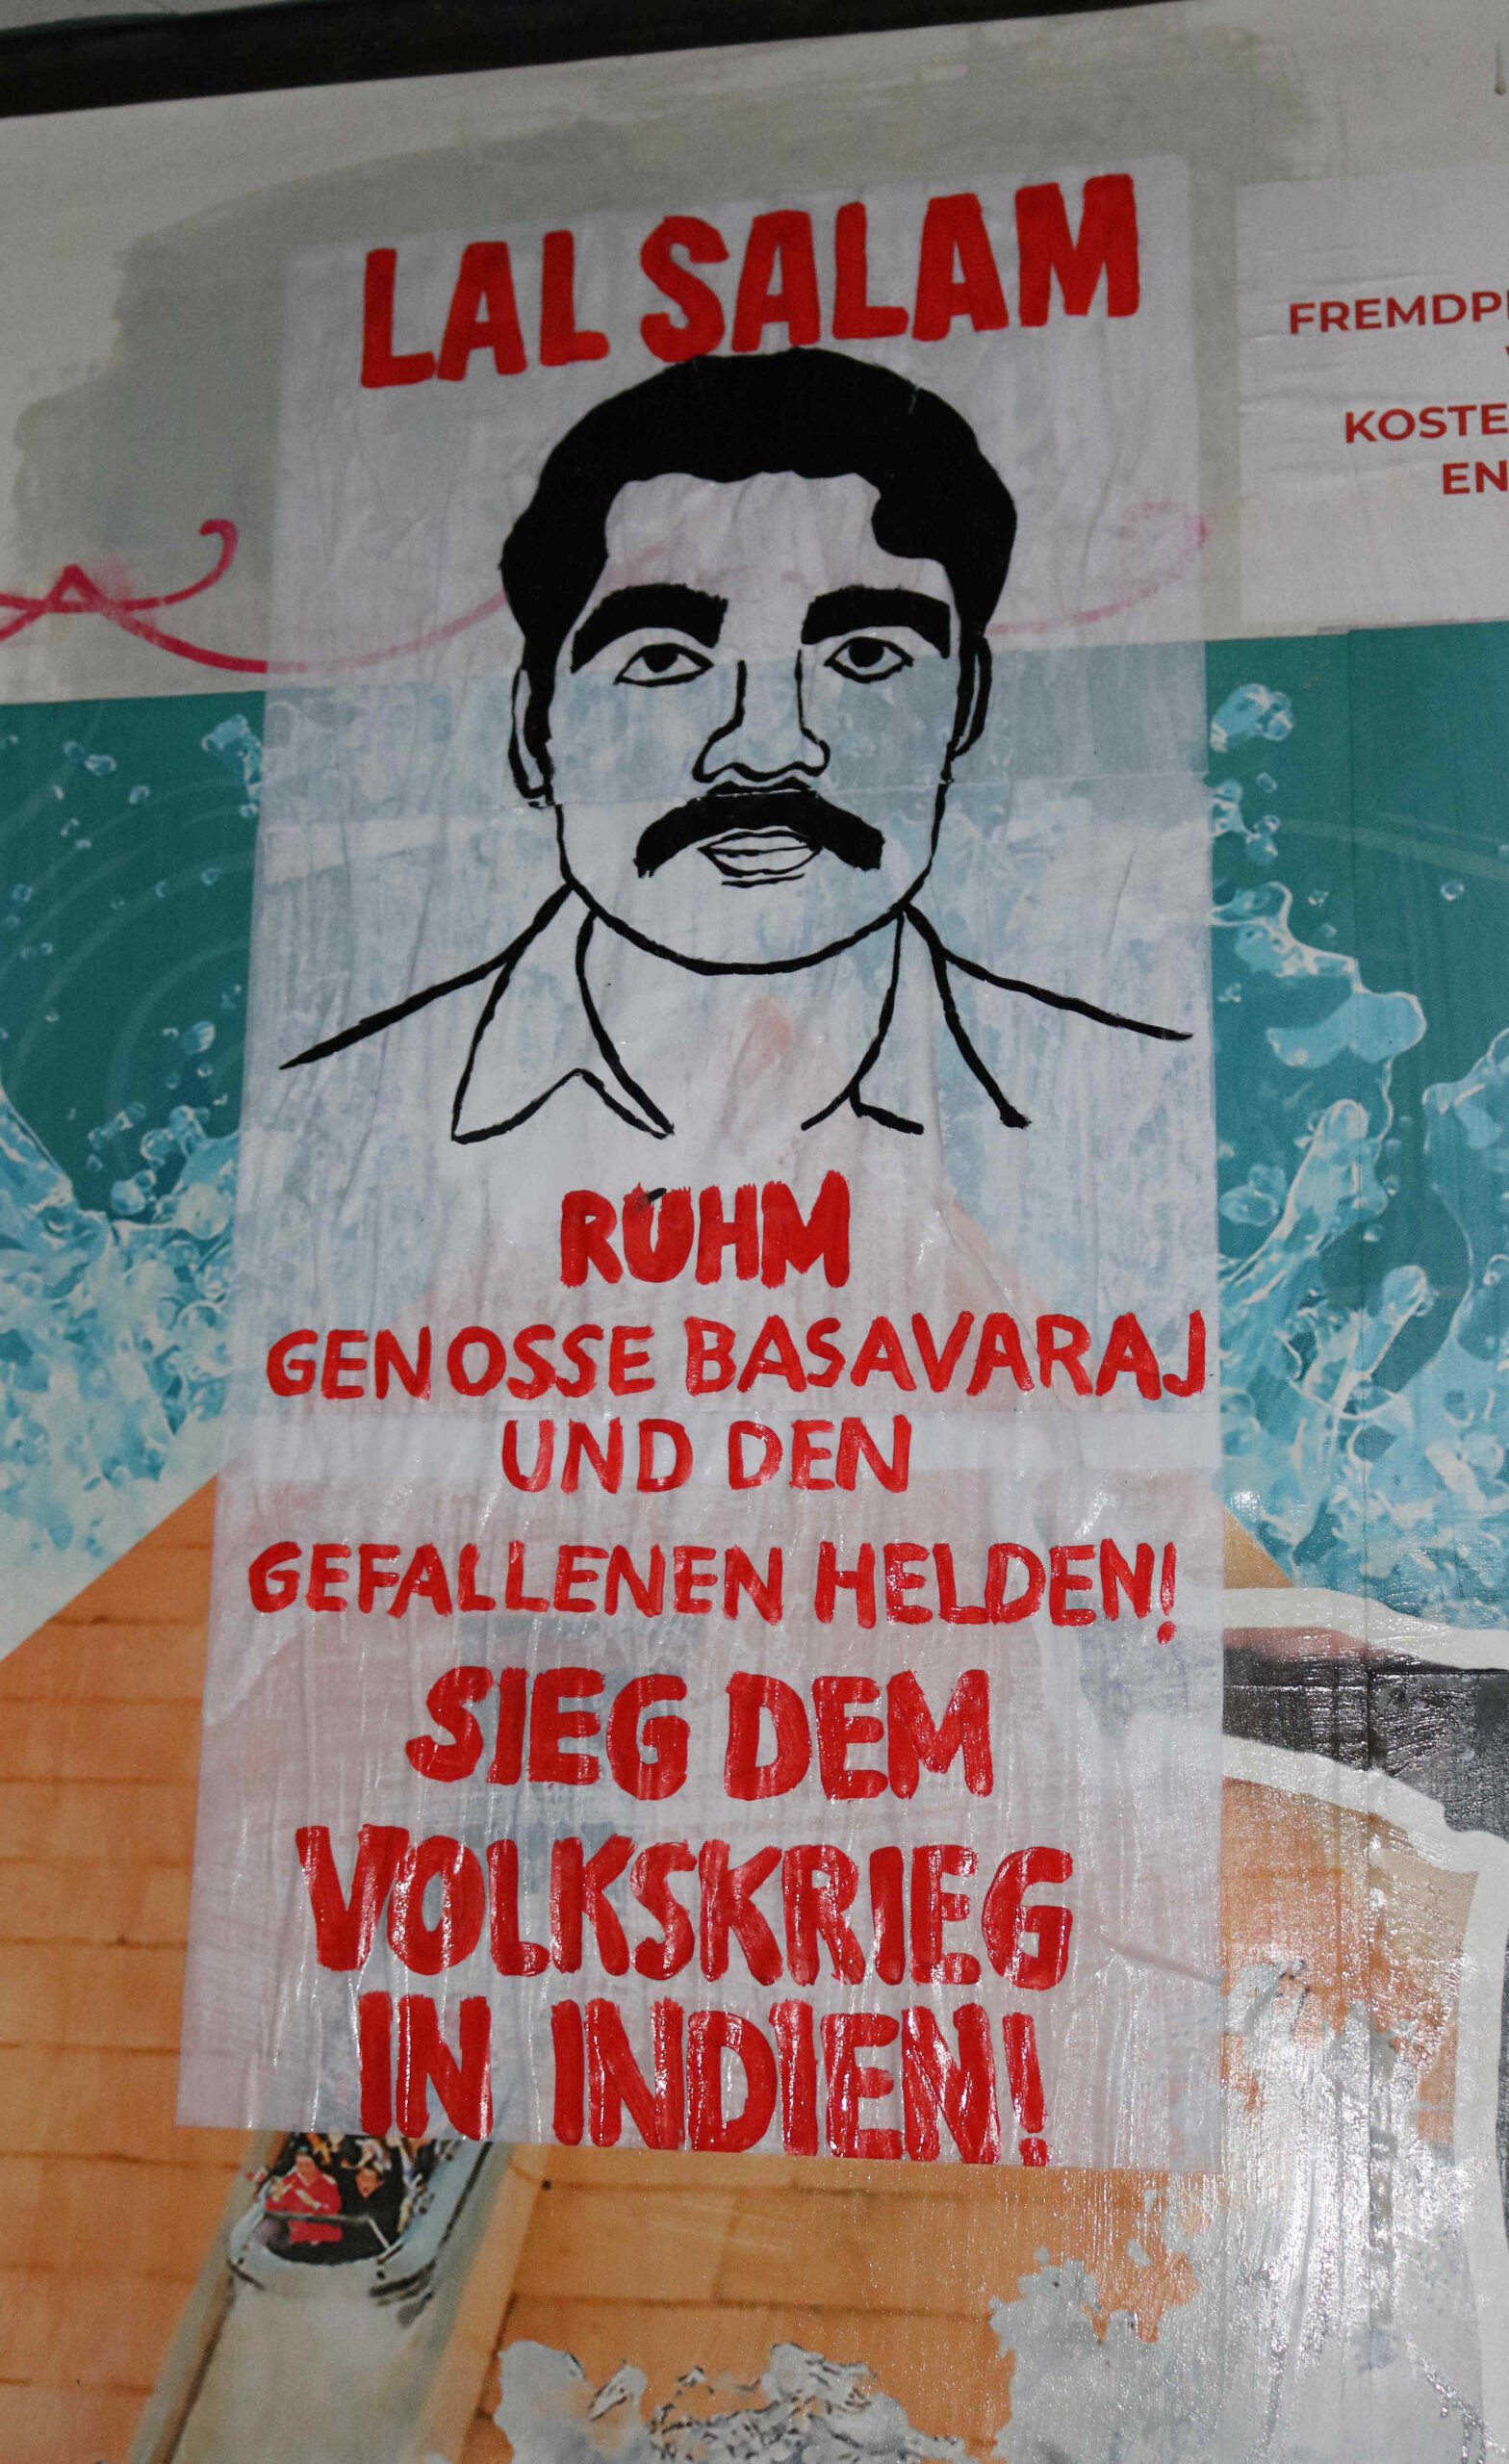 LAL SALAM
RUHM
GENOSSE BASAVARAJ
UND DEN
GEFALLENEN HELDEN!
SIEG DEM
VOLKSKRIEG
IN INDIEN!
FREMDP
KOSTE
EN